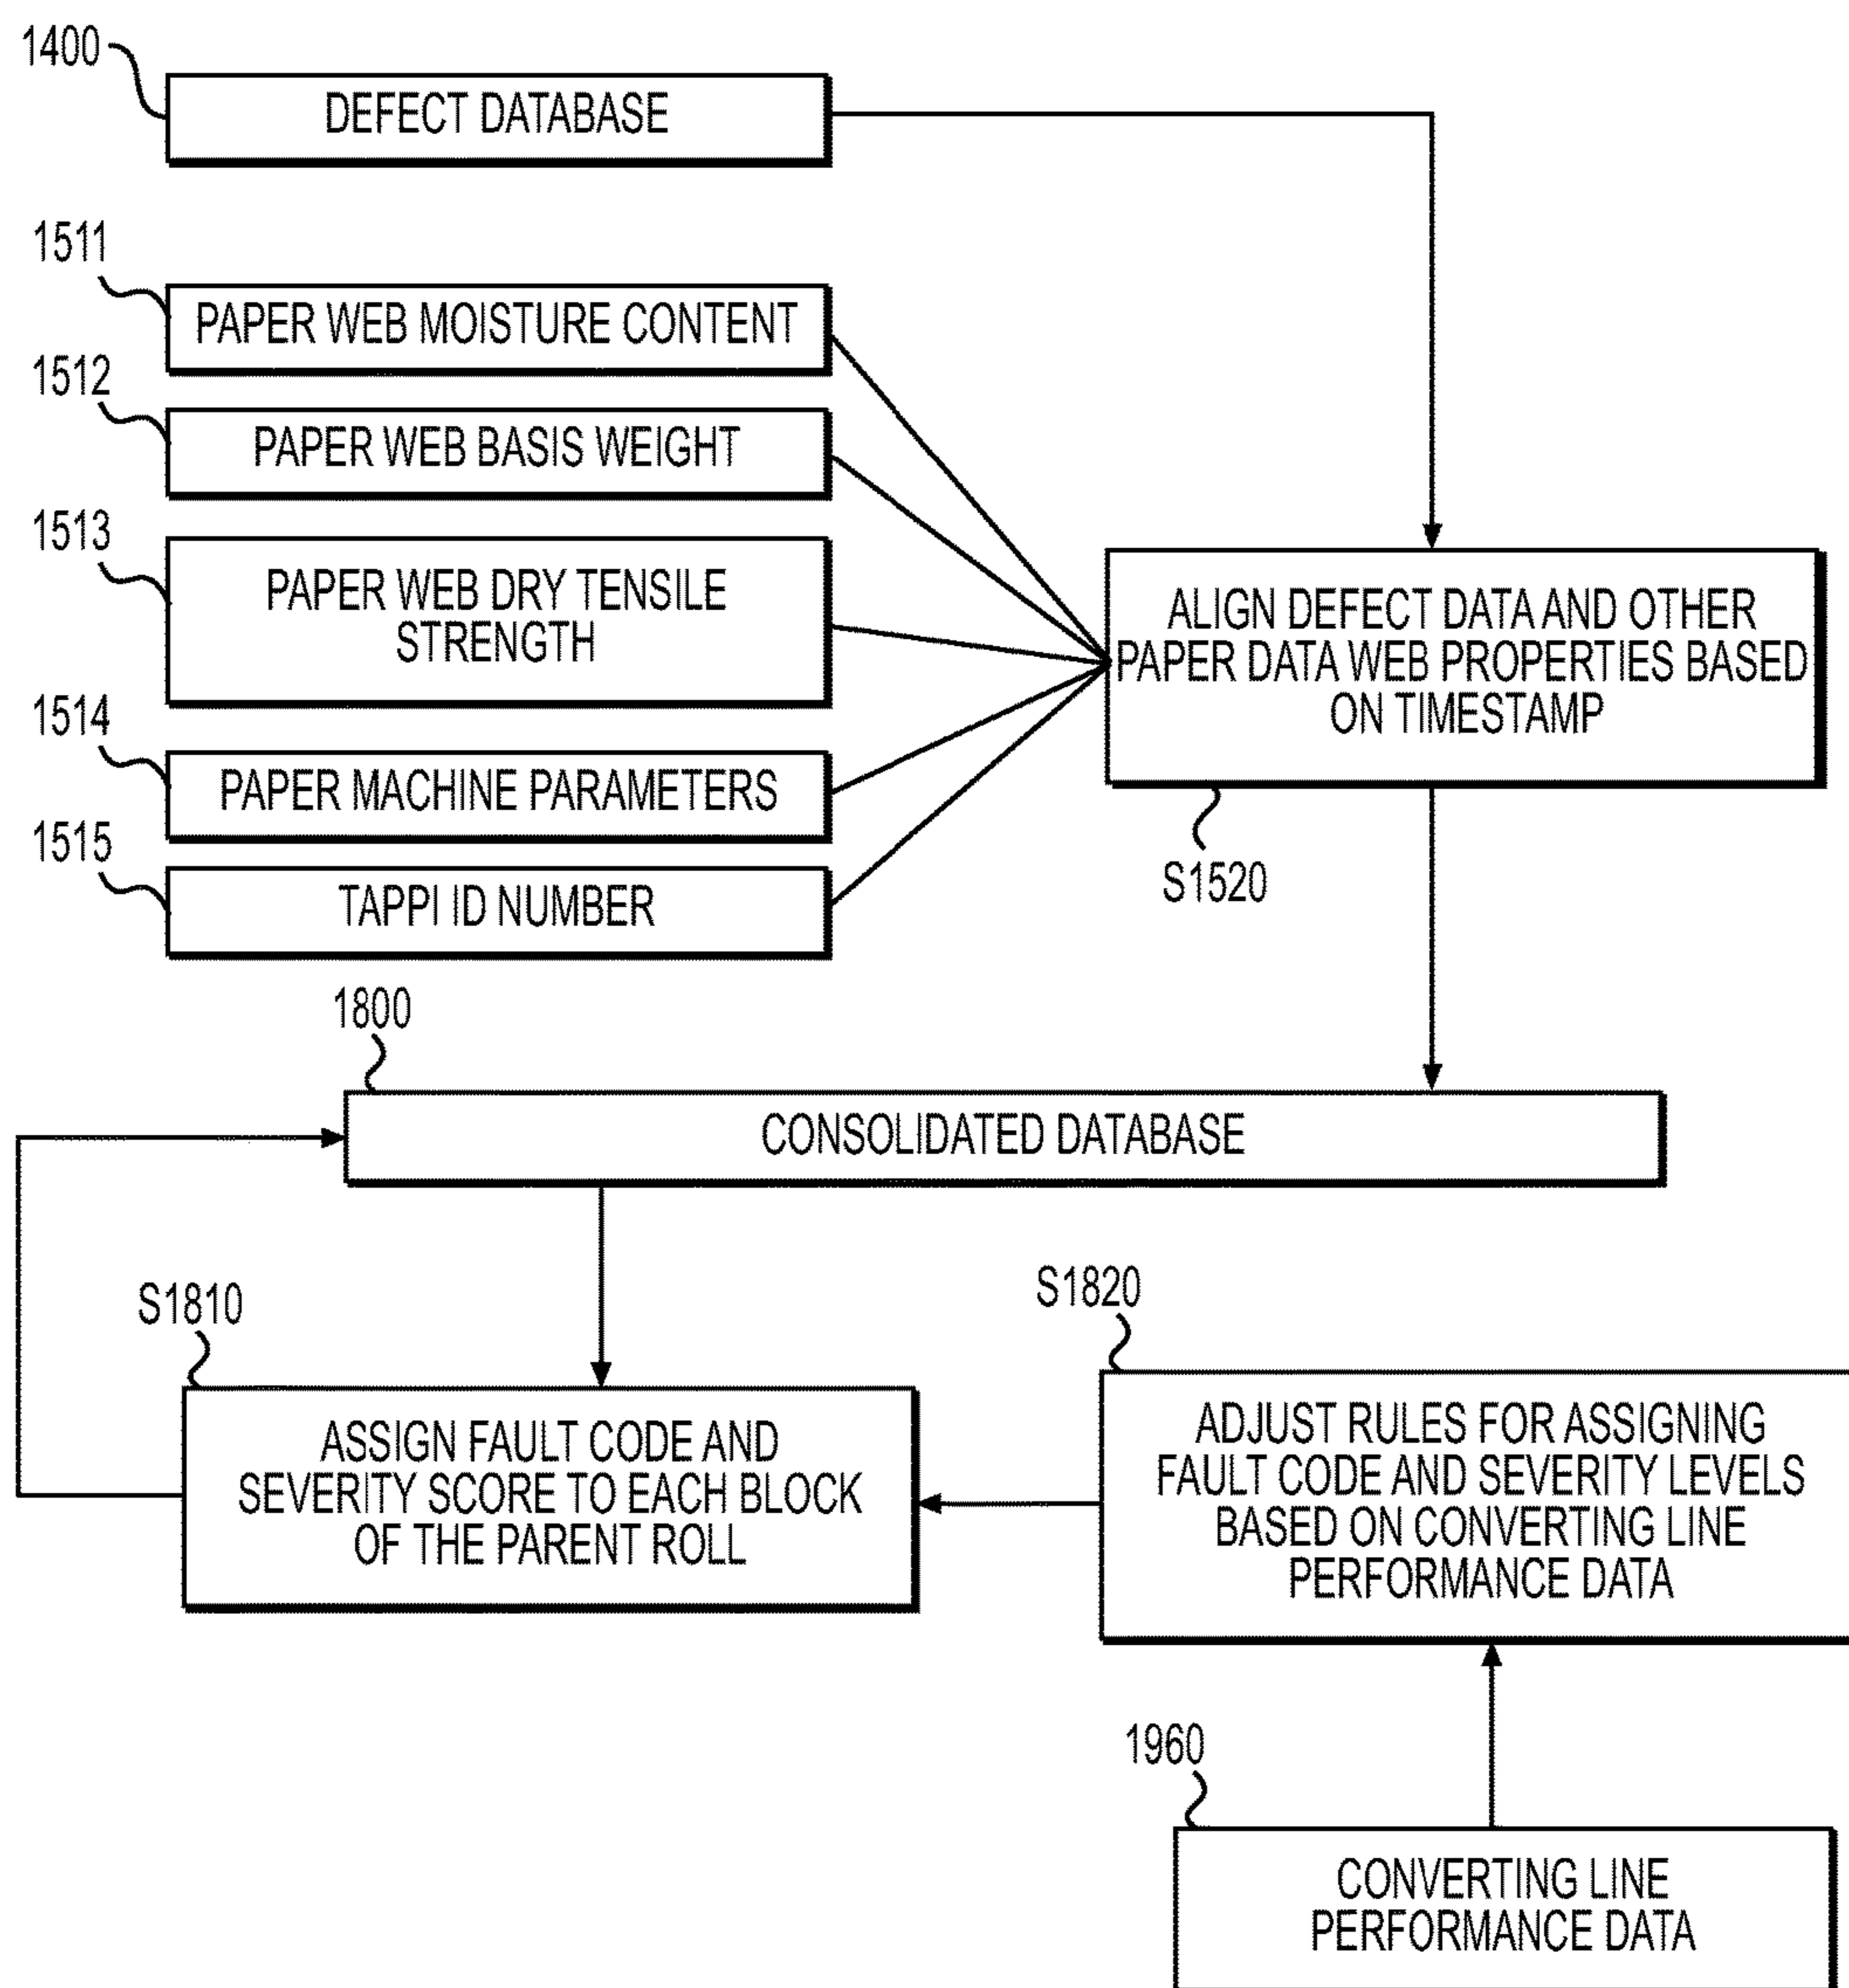 1400
DEFECT DATABASE
1511
PAPER WEB MOISTURE CONTENT
1512
PAPER WEB BASIS WEIGHT
1513
PAPER WEB DRY TENSILE
STRENGTH
ALIGN DEFECT DATA AND OTHER
PAPER DATA WEB PROPERTIES BASED
ON TIMESTAMP
1514
PAPER MACHINE PARAMETERS
1515
TAPPI ID NUMBER
S1520
1800
CONSOLIDATED DATABASE
S1810
ASSIGN FAULT CODE AND
SEVERITY SCORE TO EACH BLOCK
OF THE PARENT ROLL
S1820
ADJUST RULES FOR ASSIGNING
FAULT CODE AND SEVERITY LEVELS
BASED ON CONVERTING LINE
PERFORMANCE DATA
1960
CONVERTING LINE
PERFORMANCE DATA